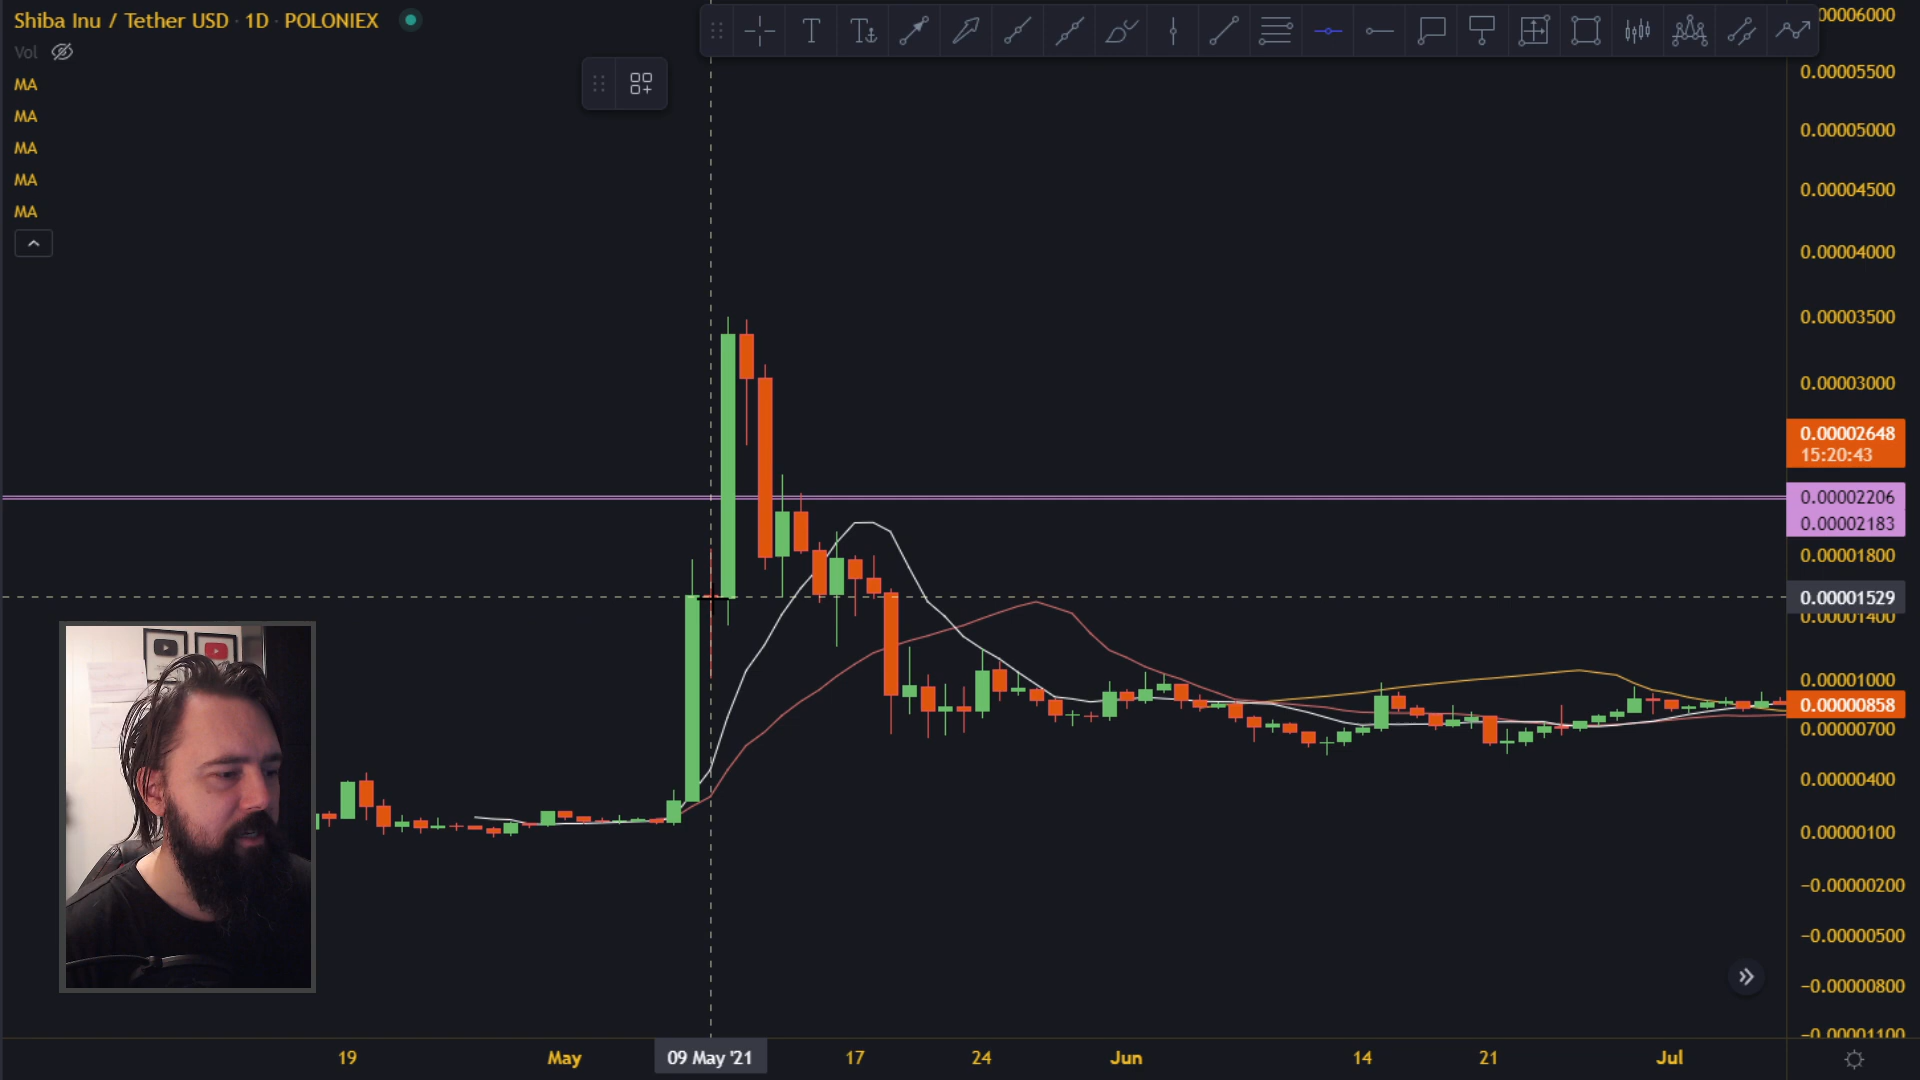 Shiba Inu / Tether USD · 1D · POLONIEX
Vol
MA
MA
MA
MA
MA
T
T
0.00006000
0.00005500
0.00005000
0.00004500
0.00004000
0.00003500
0.00003000
0.00002648
15:20:43
0.00002206
0.00002183
0.00001800
0.00001529
0.00001400
0.00001000
0.00000858
0.00000700
0.00000400
0.00000100
−0.00000200
−0.00000500
−0.00000800
−0.00001100
19
May
09 May '21
17
24
Jun
14
21
Jul